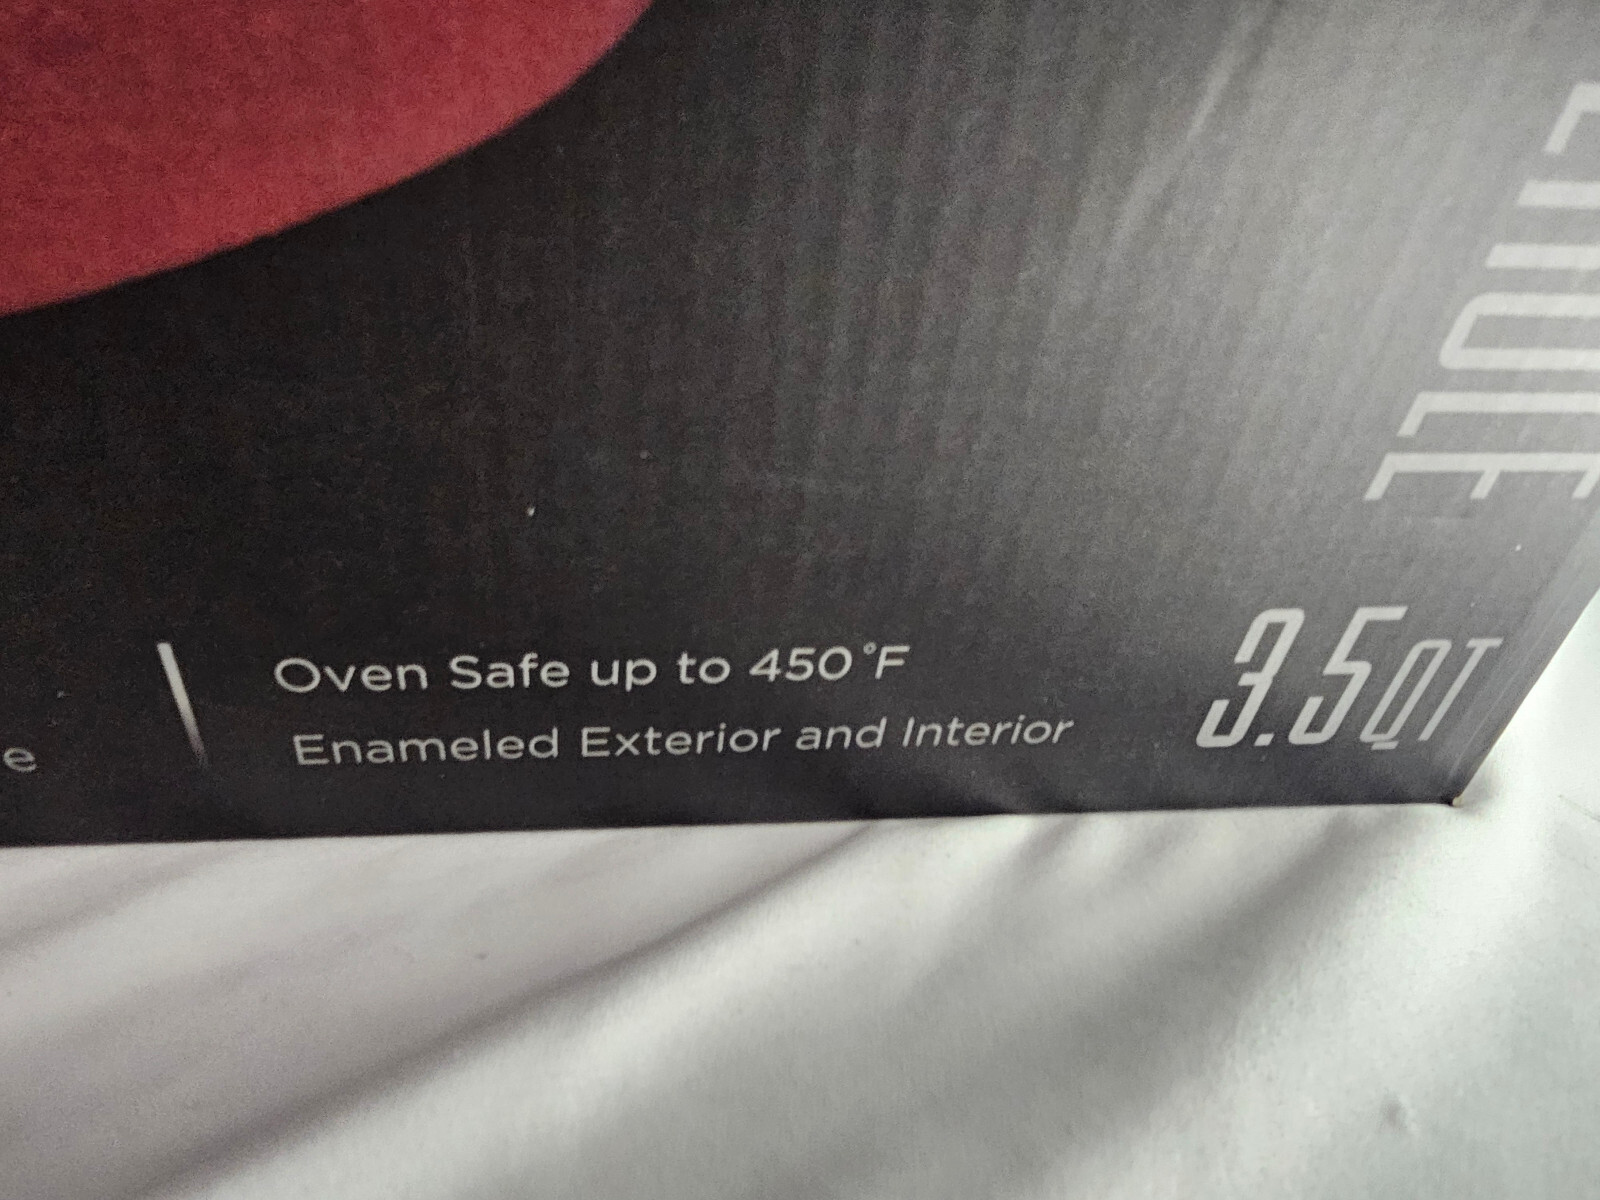 Oven Safe up to 450°F
Enameled Exterior and Interior
3.5QT
e